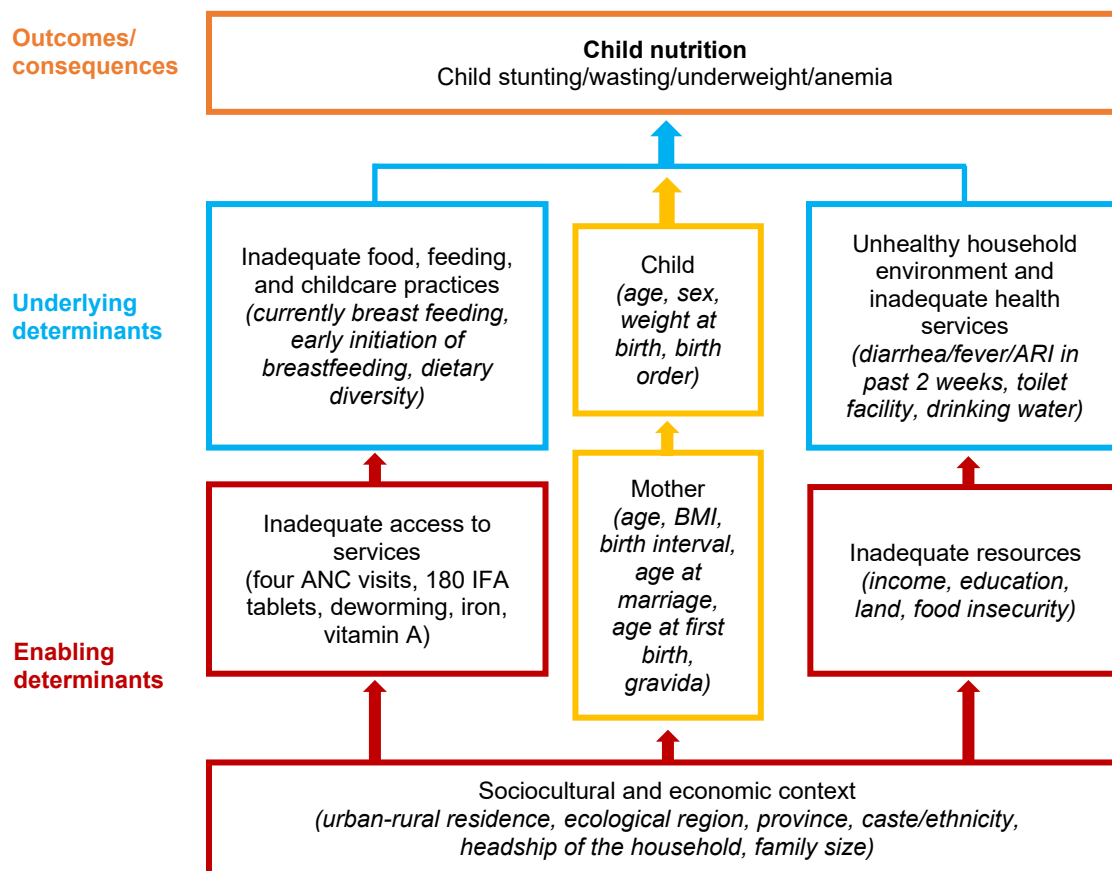 Outcomes/
consequences
Child nutrition
Child stunting/wasting/underweight/anemia
Underlying
determinants
Inadequate food, feeding,
and childcare practices
(currently breast feeding,
early initiation of
breastfeeding, dietary
diversity)
Child
(age, sex,
weight at
birth, birth
order)
Unhealthy household
environment and
inadequate health
services
(diarrhea/fever/ARI in
past 2 weeks, toilet
facility, drinking water)
Enabling
determinants
Inadequate access to
services
(four ANC visits, 180 IFA
tablets, deworming, iron,
vitamin A)
Mother
(age, BMI,
birth interval,
age at
marriage,
age at first
birth,
gravida)
Inadequate resources
(income, education,
land, food insecurity)
Sociocultural and economic context
(urban-rural residence, ecological region, province, caste/ethnicity,
headship of the household, family size)